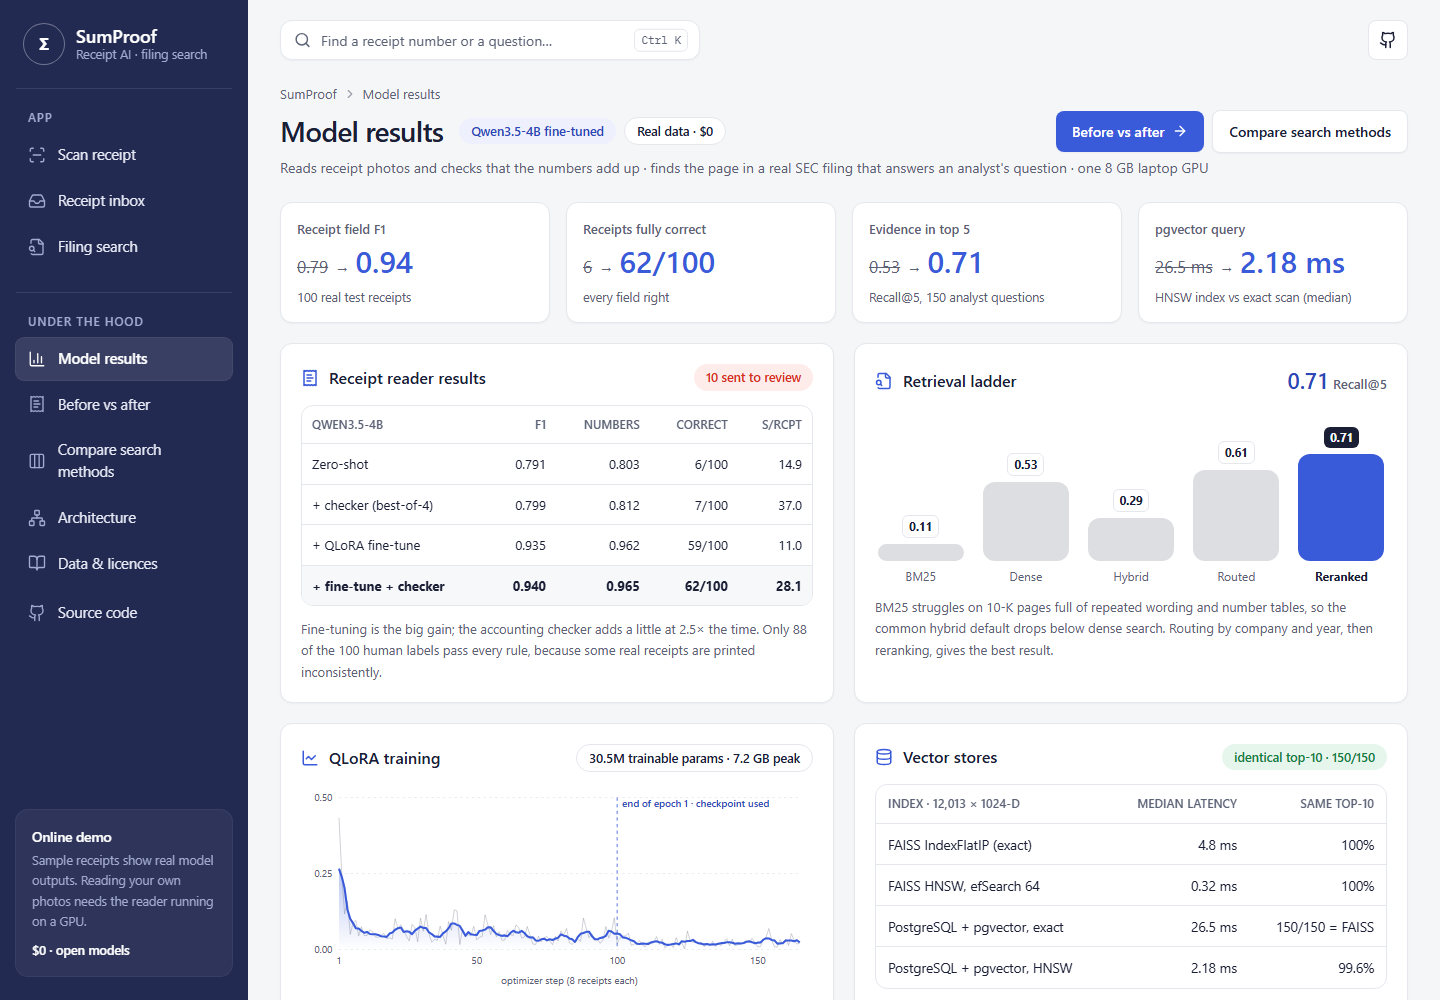 Σ
SumProof
Receipt AI · filing search
APP
Scan receipt
Receipt inbox
Filing search
UNDER THE HOOD
Model results
Before vs after
Compare search
methods
Architecture
Data & licences
Source code
Online demo
Sample receipts show real model
outputs. Reading your own
photos needs the reader running
on a GPU.
$0 · open models
Find a receipt number or a question...
Ctrl K
SumProof > Model results
Model results
Qwen3.5-4B fine-tuned
Real data · $0
Before vs after →
Compare search methods
Reads receipt photos and checks that the numbers add up · finds the page in a real SEC filing that answers an analyst's question · one 8 GB laptop GPU
Receipt field F1
0.79 → 0.94
100 real test receipts
Receipts fully correct
6 → 62/100
every field right
Evidence in top 5
0.53 → 0.71
Recall@5, 150 analyst questions
pgvector query
26.5 ms → 2.18 ms
HNSW index vs exact scan (median)
Receipt reader results
10 sent to review
QWEN3.5-4B F1 NUMBERS CORRECT S/RCPT
Zero-shot 0.791 0.803 6/100 14.9
+ checker (best-of-4) 0.799 0.812 7/100 37.0
+ QLoRA fine-tune 0.935 0.962 59/100 11.0
+ fine-tune + checker 0.940 0.965 62/100 28.1
Fine-tuning is the big gain; the accounting checker adds a little at 2.5× the time. Only 88
of the 100 human labels pass every rule, because some real receipts are printed
inconsistently.
Retrieval ladder
0.71 Recall@5
0.11
0.53
0.29
0.61
0.71
BM25 Dense Hybrid Routed Reranked
BM25 struggles on 10-K pages full of repeated wording and number tables, so the
common hybrid default drops below dense search. Routing by company and year, then
reranking, gives the best result.
QLoRA training
30.5M trainable params · 7.2 GB peak
0.50
0.25
0.00
end of epoch 1 · checkpoint used
1 50 100 150
optimizer step (8 receipts each)
Vector stores
identical top-10 · 150/150
INDEX · 12,013 × 1024-D MEDIAN LATENCY SAME TOP-10
FAISS IndexFlatIP (exact) 4.8 ms 100%
FAISS HNSW, efSearch 64 0.32 ms 100%
PostgreSQL + pgvector, exact 26.5 ms 150/150 = FAISS
PostgreSQL + pgvector, HNSW 2.18 ms 99.6%